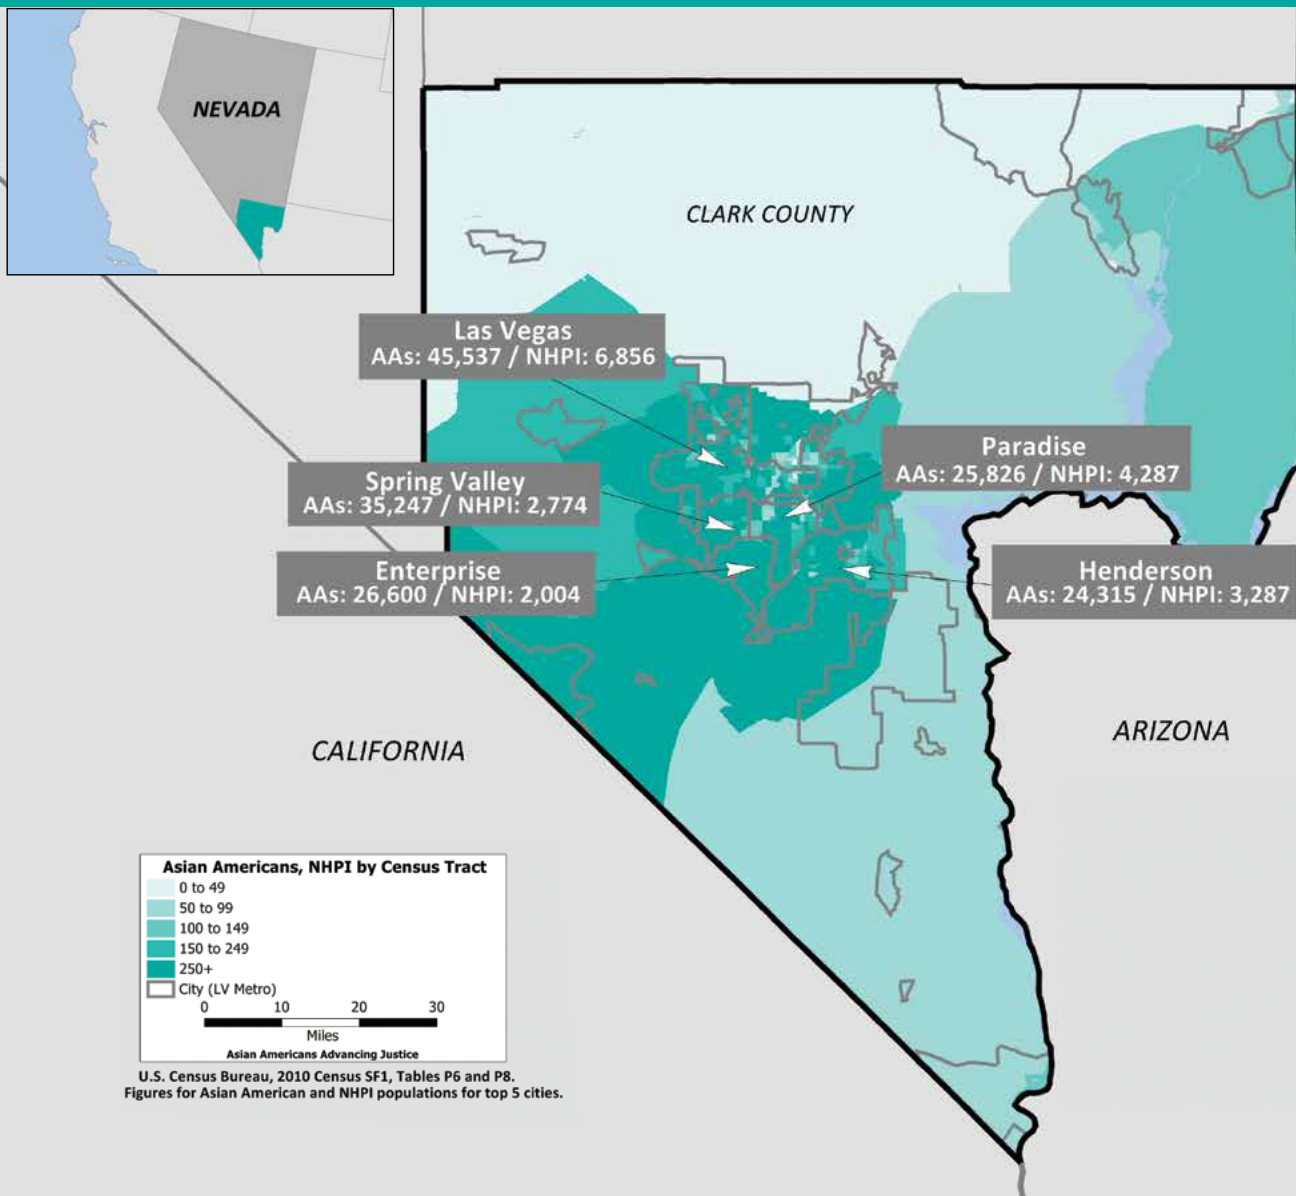 NEVADA
CLARK COUNTY
Las Vegas
AAs: 45,537 / NHPI: 6,856
Paradise
AAs: 25,826 / NHPI: 4,287
Spring Valley
AAs: 35,247 / NHPI: 2,774
Enterprise
AAs: 26,600 / NHPI: 2,004
Henderson
AAs: 24,315 / NHPI: 3,287
CALIFORNIA
ARIZONA
Asian Americans, NHPI by Census Tract
0 to 49
50 to 99
100 to 149
150 to 249
250+
City (LV Metro)
0 10 20 30
Miles
Asian Americans Advancing Justice
U.S. Census Bureau, 2010 Census SF1, Tables P6 and P8.
Figures for Asian American and NHPI populations for top 5 cities.